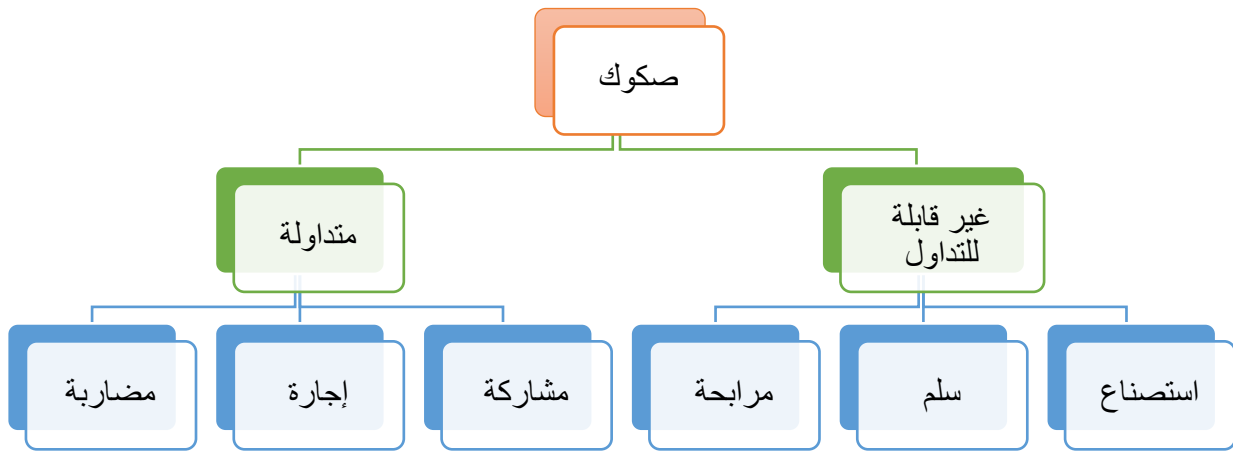 صكوك
غير قابلة
للتداول
متداولة
استصناع
سلم
مرابحة
مشاركة
إجارة
مضاربة